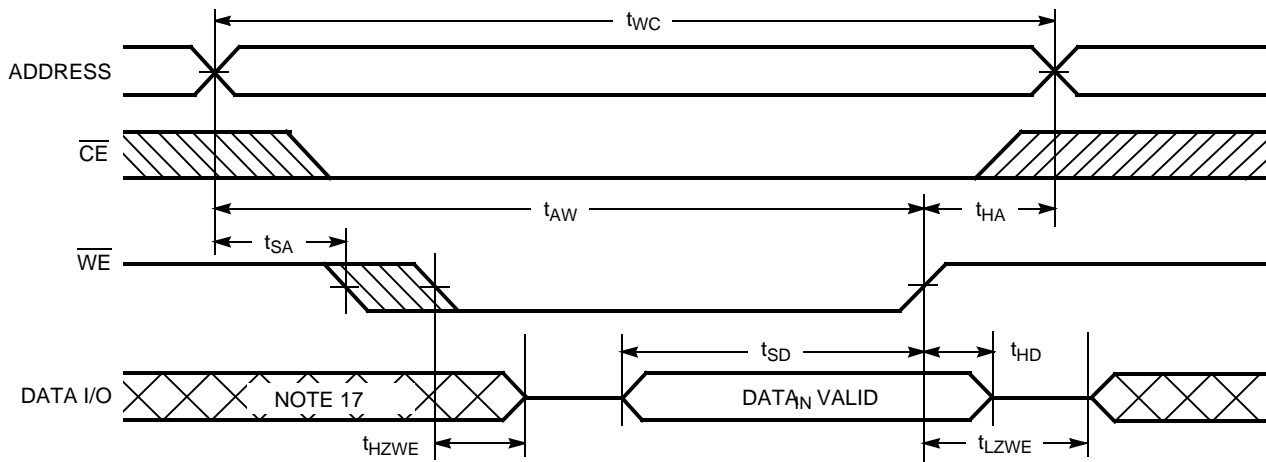 tWC
ADDRESS
CE
tAW
tHA
tSA
WE
tSD
tHD
DATA I/O
NOTE 17
DATAIN VALID
tHZWE
tLZWE